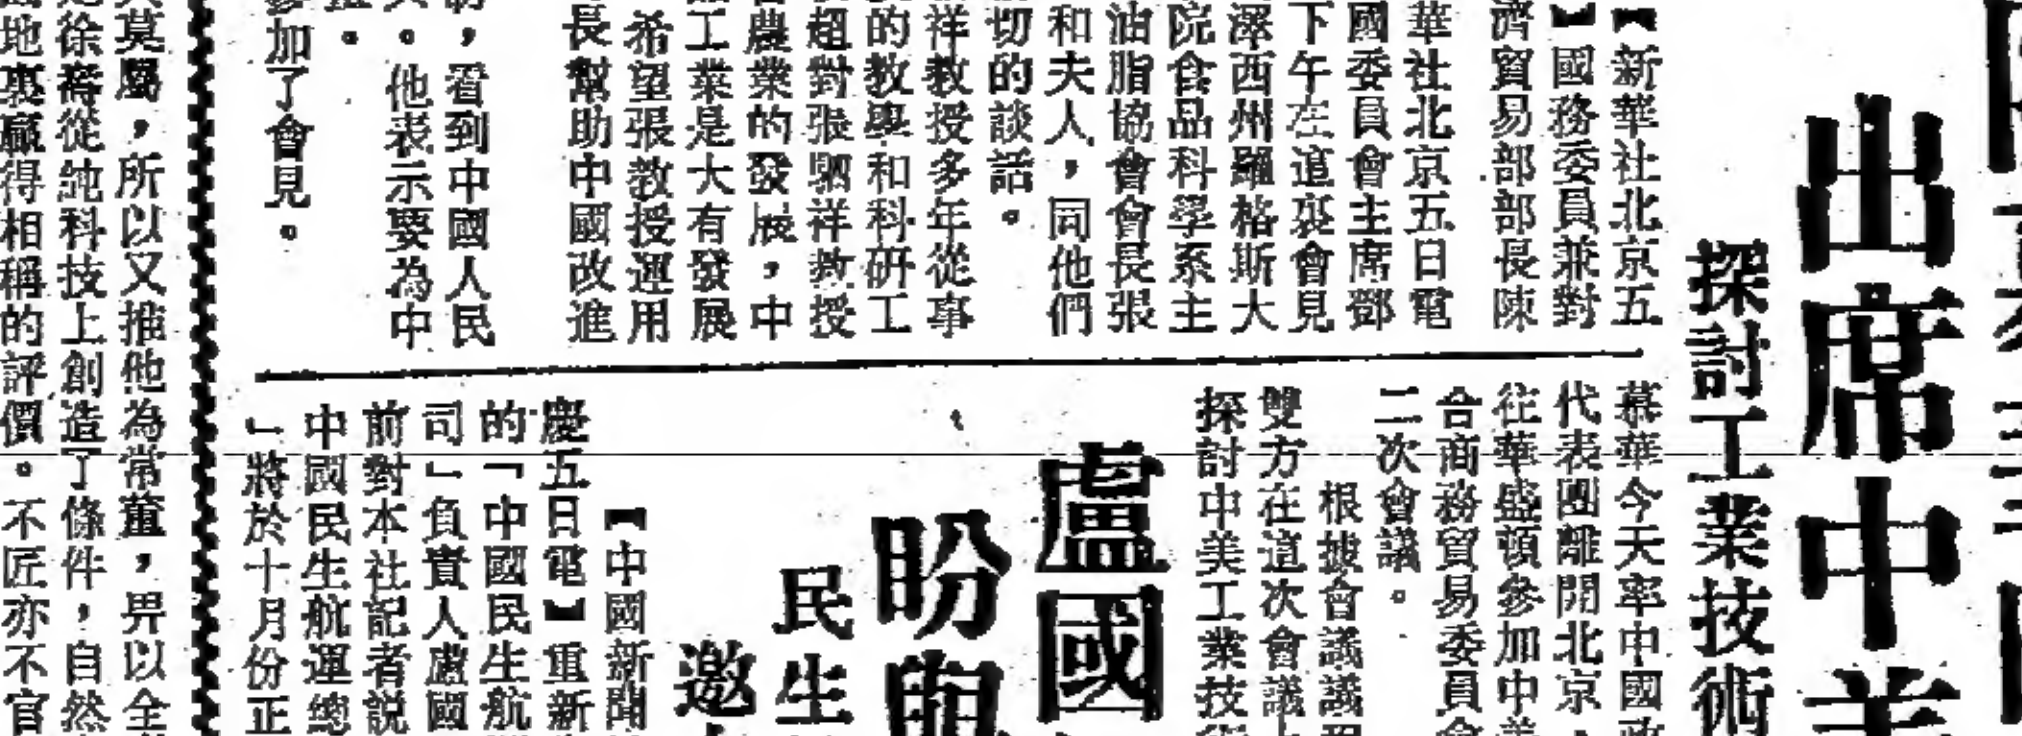 出席中美
探討工業技術
【新華社北京五
】國務委員兼對
濟貿易部部長陳
慕華今天率中國政
代表團離開北京，
往華盛頓參加中美
合商務貿易委員會
二次會議。
根據會議議程
雙方在這次會議上
探討中美工業技術
華社北京五日電
國委員會主席鄧
下午在這裏會見
澤西州羅格斯大
院食品科學系主
油脂協會會長張
和夫人，同他們
切的談話。
祥教授多年從事
的教學和科研工
超對張駟祥教授
農業的發展，中
工業是大有發展
希望張教授運用
長幫助中國改進
，看到中國人民
。他表示要為中
。
參加了會見。
盧國
盼與
民生
邀
【中國新聞
慶五日電】重新
的「中國民生航
司」負責人盧國
前對本社記者説
中國民生航運總
」將於十月份正
莫屬，所以又推他為常董，畀以全
徐壽從純科技上創造了條件，自然
地裏贏得相稱的評價。不匠亦不官